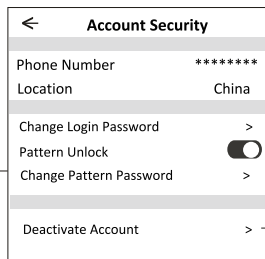 ← Account Security
Phone Number ********
Location China
Change Login Password >
Pattern Unlock
Change Pattern Password >
Deactivate Account >